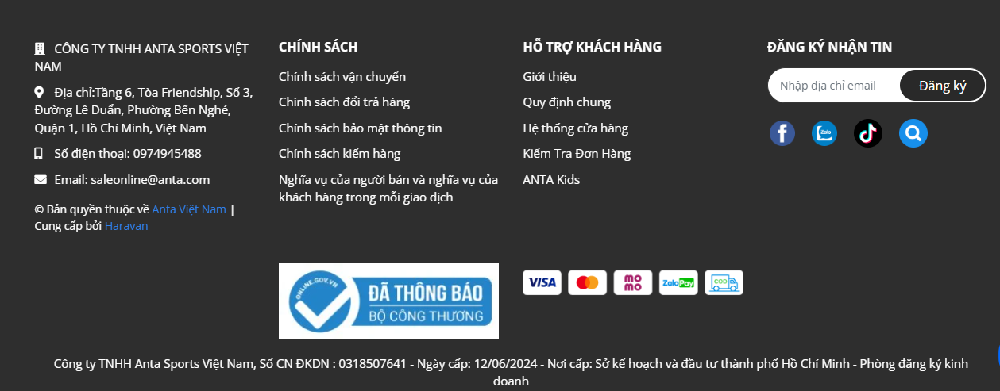 CÔNG TY TNHH ANTA SPORTS VIỆT
NAM
Địa chỉ:Tầng 6, Tòa Friendship, Số 3,
Đường Lê Duẩn, Phường Bến Nghé,
Quận 1, Hồ Chí Minh, Việt Nam
Số điện thoại: 0974945488
Email: saleonline@anta.com
© Bản quyền thuộc về Anta Việt Nam |
Cung cấp bởi Haravan
CHÍNH SÁCH
Chính sách vận chuyển
Chính sách đổi trả hàng
Chính sách bảo mật thông tin
Chính sách kiểm hàng
Nghĩa vụ của người bán và nghĩa vụ của
khách hàng trong mỗi giao dịch
HỖ TRỢ KHÁCH HÀNG
Giới thiệu
Quy định chung
Hệ thống cửa hàng
Kiểm Tra Đơn Hàng
ANTA Kids
ĐĂNG KÝ NHẬN TIN
Nhập địa chỉ email
Đăng ký
Zalo
ONLINE.GOV.VN
ĐÃ THÔNG BÁO
BỘ CÔNG THƯƠNG
VISA
momo
ZaloPay
COD
Công ty TNHH Anta Sports Việt Nam, Số CN ĐKDN : 0318507641 - Ngày cấp: 12/06/2024 - Nơi cấp: Sở kế hoạch và đầu tư thành phố Hồ Chí Minh - Phòng đăng ký kinh
doanh